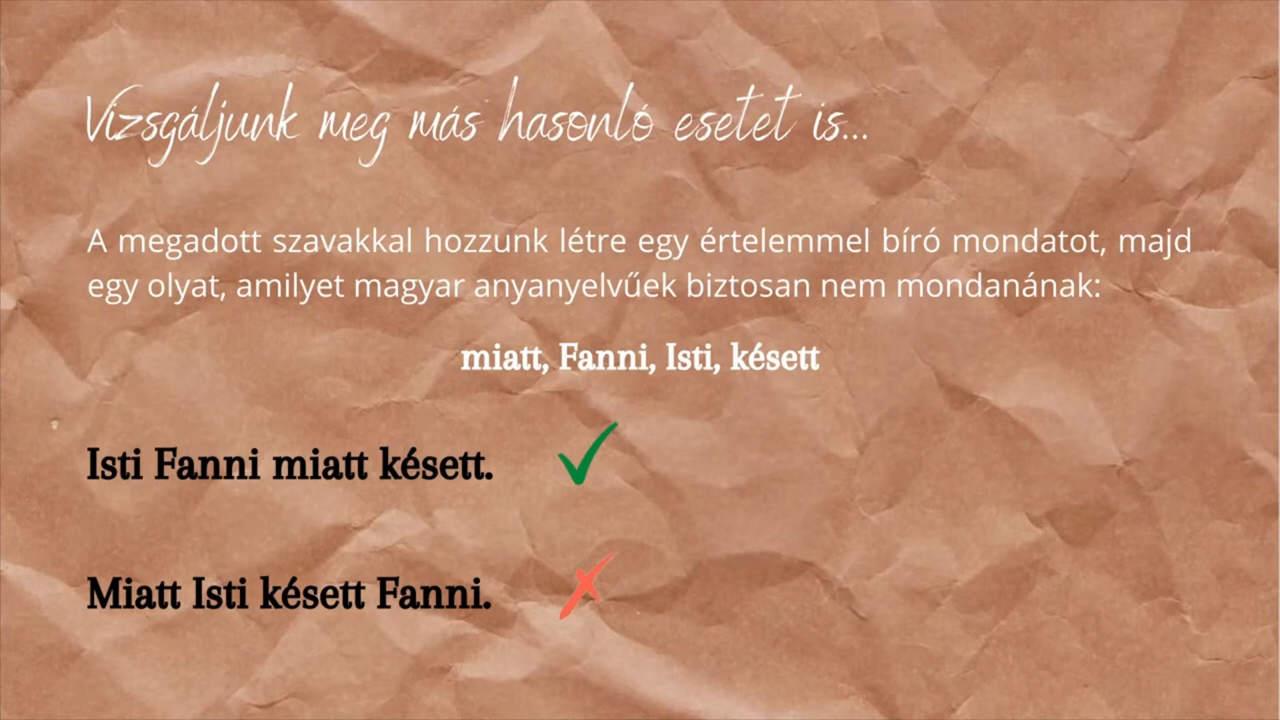 Vizsgáljunk meg más hasonló esetet is...
A megadott szavakkal hozzunk létre egy értelemmel bíró mondatot, majd
egy olyat, amilyet magyar anyanyelvűek biztosan nem mondanának:
miatt, Fanni, Isti, késett
Isti Fanni miatt késett.
Miatt Isti késett Fanni.